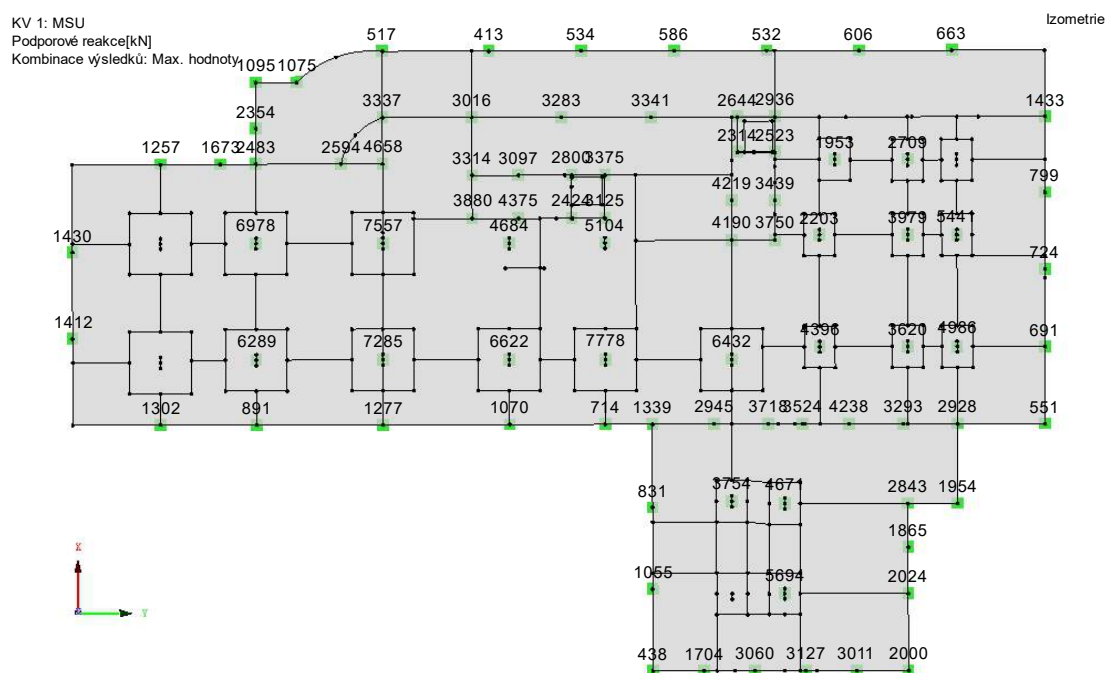 KV 1: MSU
Podporové reakce[kN]
Kombinace výsledků: Max. hodnoty
Izometrie
517 413 534 586 532 606 663
1095 1075
2354 3337 3016 3283 3341 2644 2936 1433
2314 2523 1953 2709
1257 1673 2483 2594 4658 3314 3097 2800 3375
799
4219 3439
3880 4375 2424 3125
6978 7557 4684 5104 4190 3750 2203 3979 5441
1430
724
1412
6289 7285 6622 7778 6432 4396 3620 4986 691
1302 891 1277 1070 714 1339 2945 3718 3524 4238 3293 2928 551
831 3754 4671 2843 1954
1865
1055 5694 2024
438 1704 3060 3127 3011 2000
X
Y